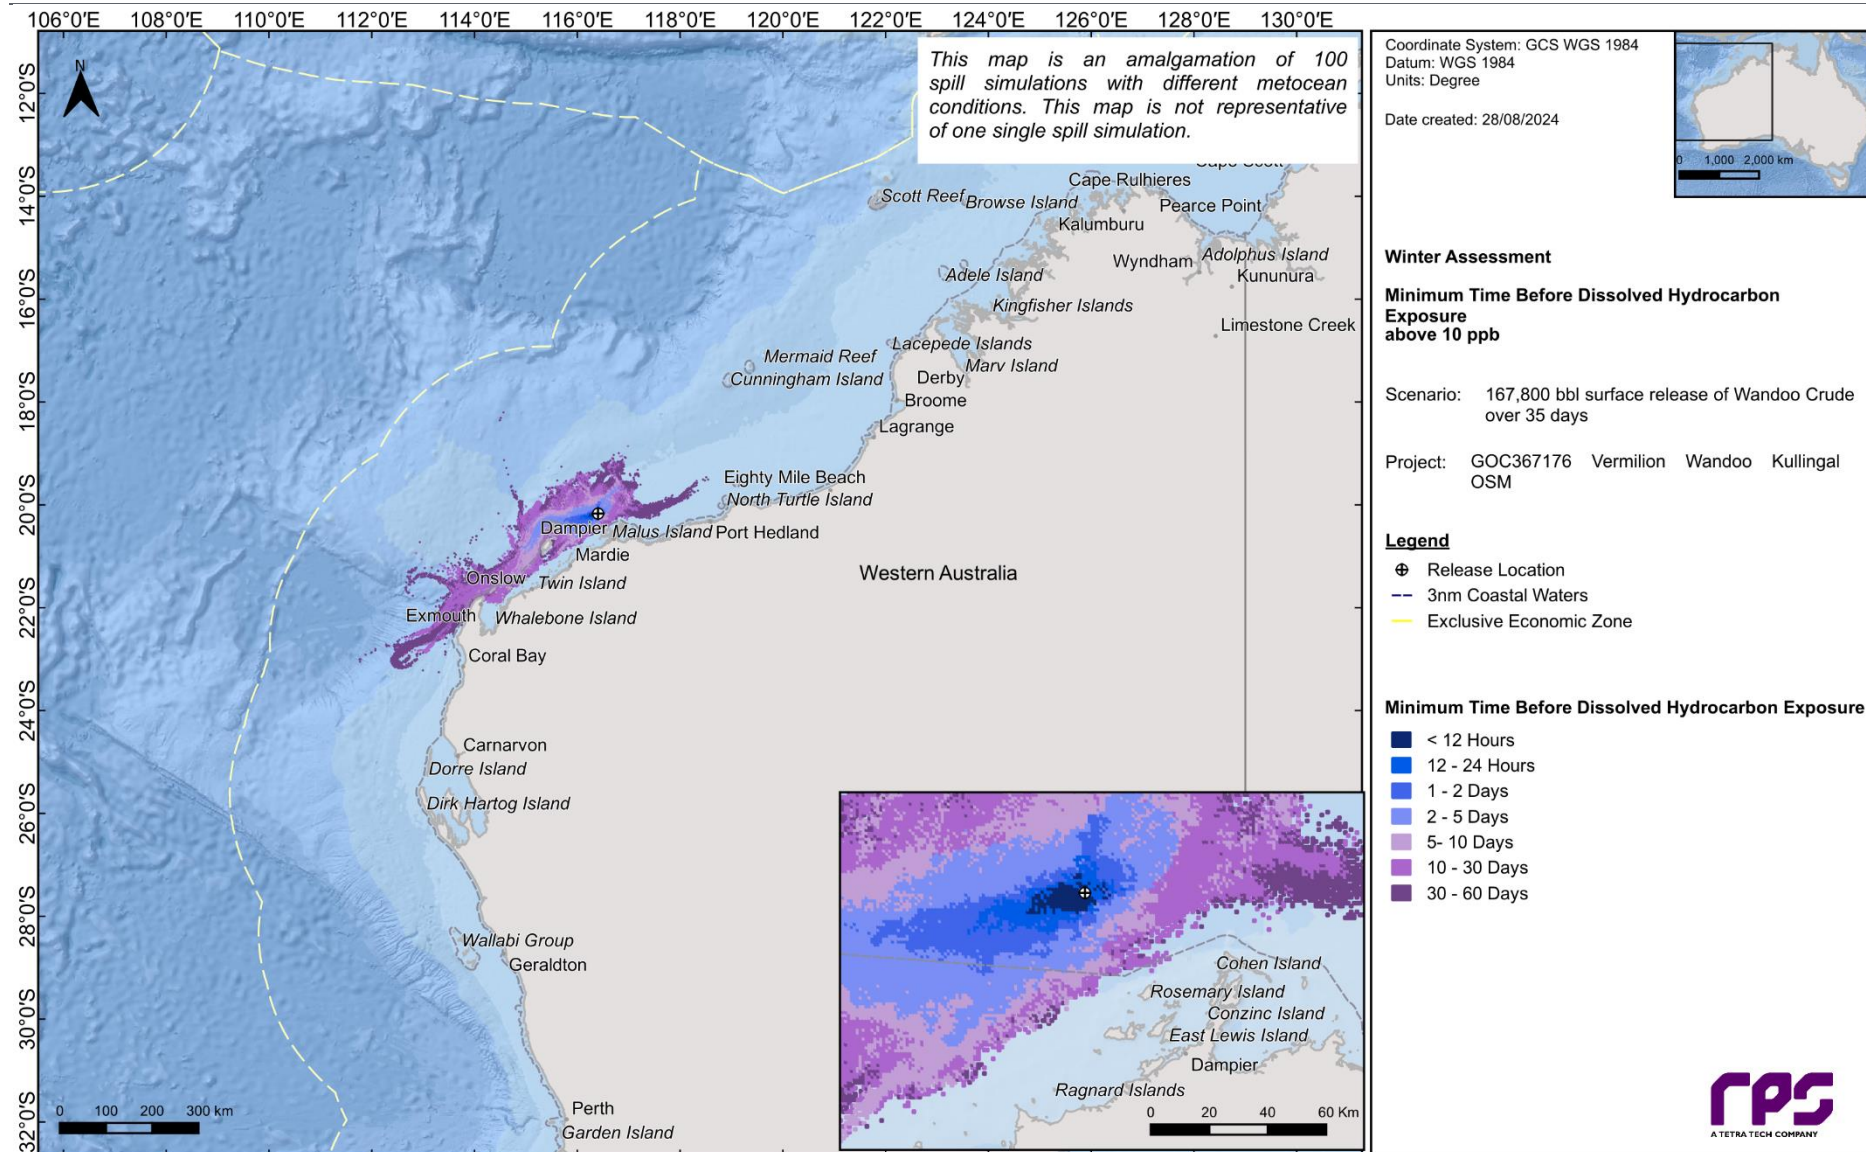 106°0'E 108°0'E 110°0'E 112°0'E 114°0'E 116°0'E 118°0'E 120°0'E 122°0'E 124°0'E 126°0'E 128°0'E 130°0'E
12°0'S
14°0'S
16°0'S
18°0'S
20°0'S
22°0'S
24°0'S
26°0'S
28°0'S
30°0'S
32°0'S
N
This map is an amalgamation of 100
spill simulations with different metocean
conditions. This map is not representative
of one single spill simulation.
Cape Scott
Cape Rulhieres
Scott Reef
Browse Island
Pearce Point
Kalumburu
Adolphus Island
Wyndham
Kununura
Adele Island
Kingfisher Islands
Limestone Creek
Lacepede Islands
Mermaid Reef
Mary Island
Cunningham Island
Derby
Broome
Lagrange
Eighty Mile Beach
North Turtle Island
Dampier
Malus Island
Port Hedland
Mardie
Onslow
Twin Island
Western Australia
Exmouth
Whalebone Island
Coral Bay
Carnarvon
Dorre Island
Dirk Hartog Island
Wallabi Group
Geraldton
Perth
Garden Island
0 100 200 300 km
Cohen Island
Rosemary Island
Conzinc Island
East Lewis Island
Dampier
Ragnard Islands
0 20 40 60 Km
Coordinate System: GCS WGS 1984
Datum: WGS 1984
Units: Degree
Date created: 28/08/2024
0 1,000 2,000 km
Winter Assessment
Minimum Time Before Dissolved Hydrocarbon
Exposure
above 10 ppb
Scenario: 167,800 bbl surface release of Wandoo Crude
over 35 days
Project: GOC367176 Vermilion Wandoo Kullingal
OSM
Legend
Release Location
3nm Coastal Waters
Exclusive Economic Zone
Minimum Time Before Dissolved Hydrocarbon Exposure
< 12 Hours
12 - 24 Hours
1 - 2 Days
2 - 5 Days
5- 10 Days
10 - 30 Days
30 - 60 Days
rps
A TETRA TECH COMPANY